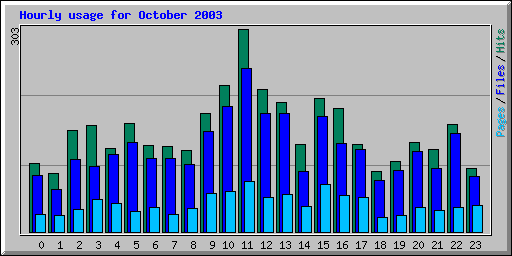 Hourly usage for October 2003
303
Pages / Files / Hits
0 1 2 3 4 5 6 7 8 9 10 11 12 13 14 15 16 17 18 19 20 21 22 23